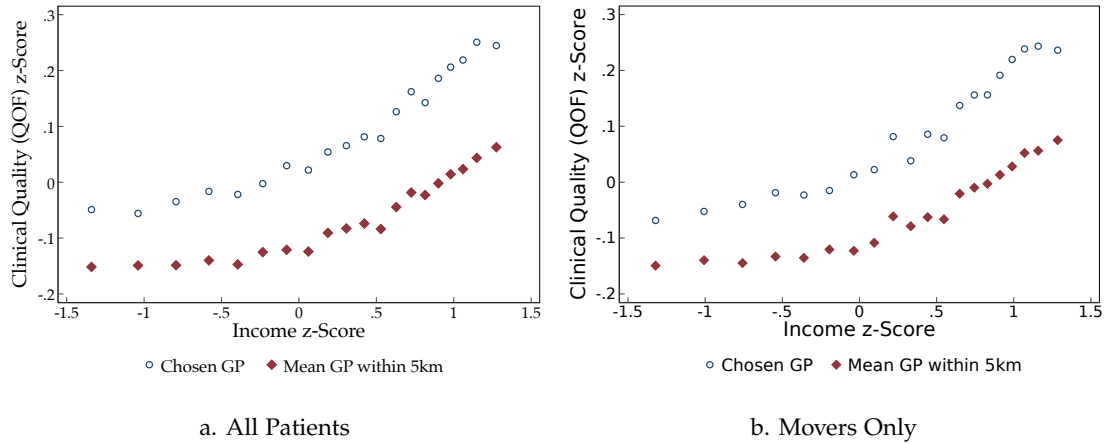 Clinical Quality (QOF) z-Score
.3
.2
.1
0
-.1
-.2
-1.5 -1 -.5 0 .5 1 1.5
Income z-Score
Chosen GP Mean GP within 5km
a. All Patients
Clinical Quality (QOF) z-Score
.3
.2
.1
0
-.1
-.2
-1.5 -1 -.5 0 .5 1 1.5
Income z-Score
Chosen GP Mean GP within 5km
b. Movers Only